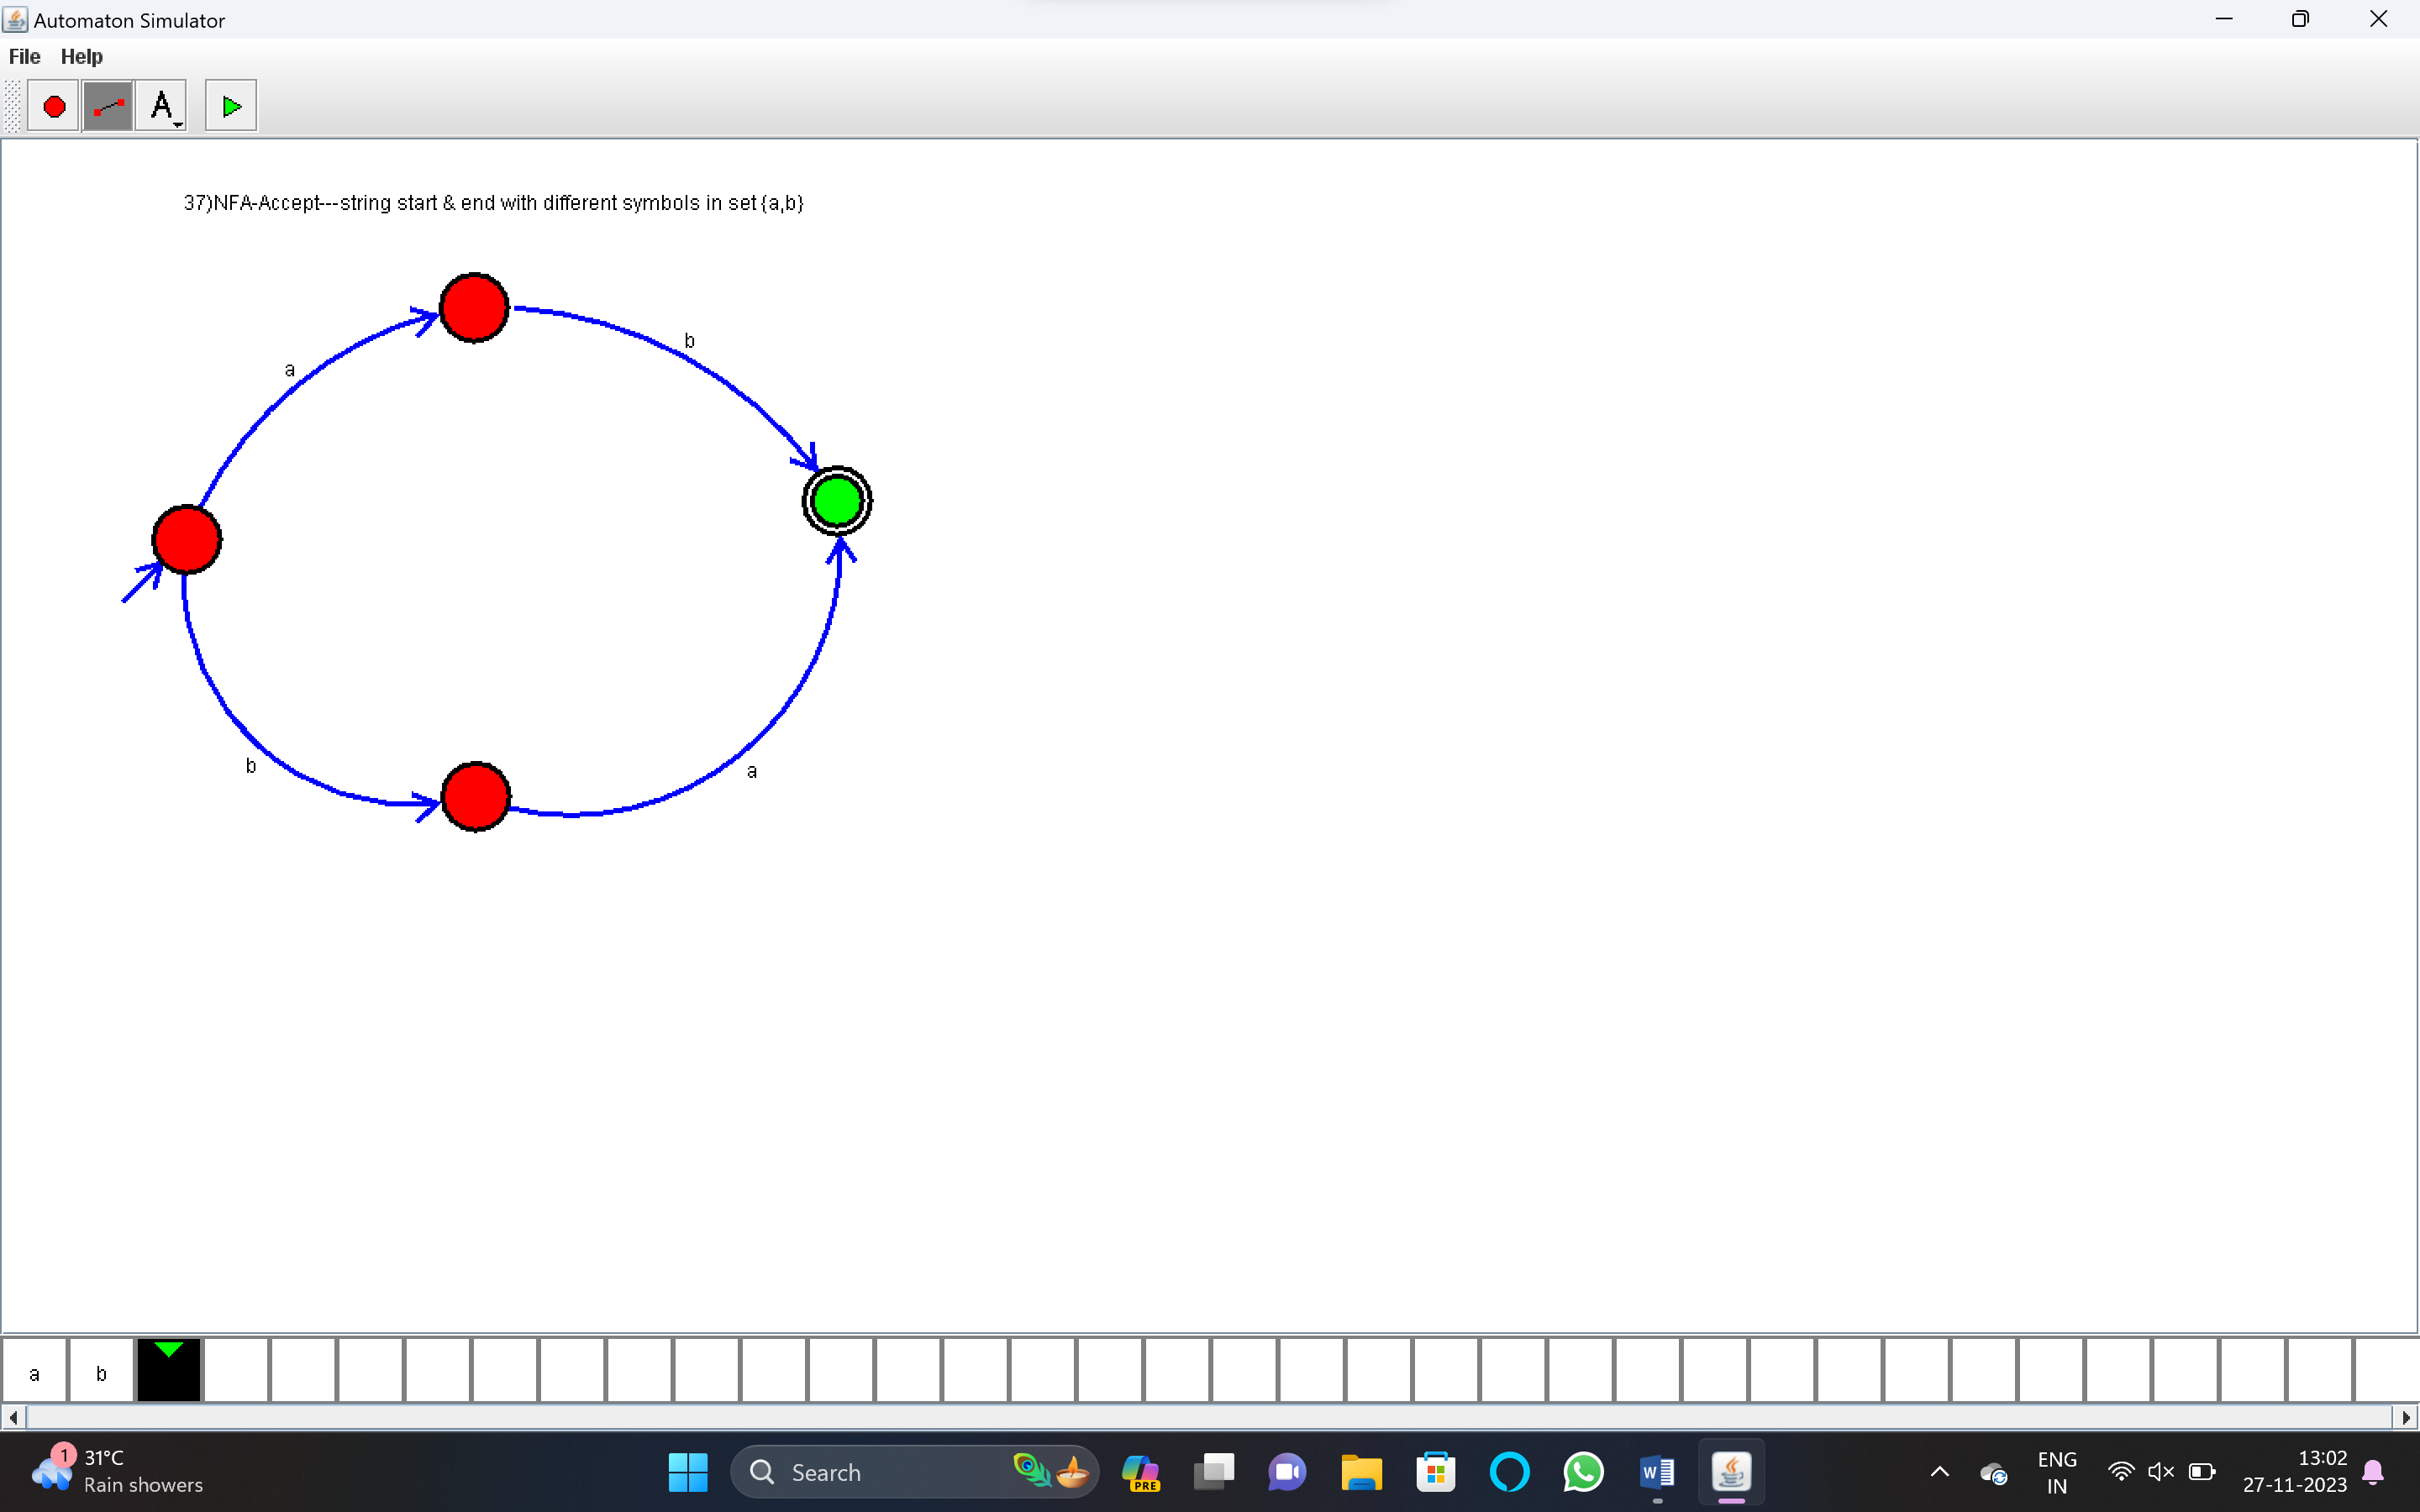 Automaton Simulator
File Help
A
37)NFA-Accept---string start & end with different symbols in set {a,b}
a
b
b
a
a b
1
31°C
Rain showers
Search
PRE
W
ENG
IN
13:02
27-11-2023